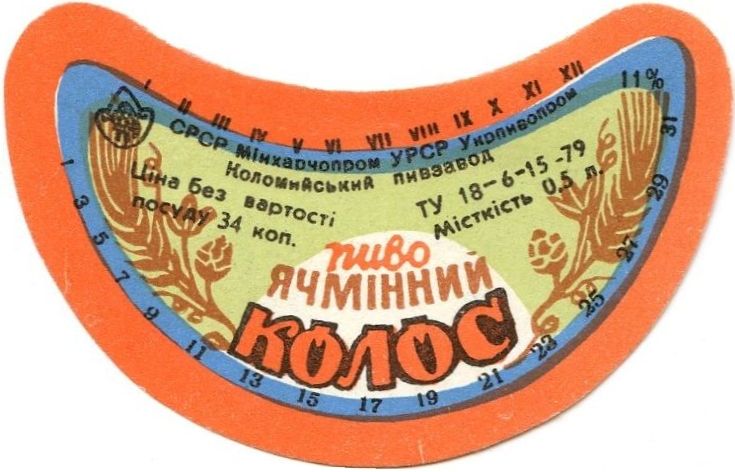 I II III IV V VI VII VIII IX X XI XII
11%
СРСР Мінхарчопром УРСР Укрпивопром
Коломийський пивзавод
Ціна без вартості
посуду 34 коп.
ТУ 18-6-15-79
Місткість 0,5 л.
пиво
ЯЧМІННИЙ
КОЛОС
1 3 5 7 9 11 13 15 17 19 21 23 25 27 29 31